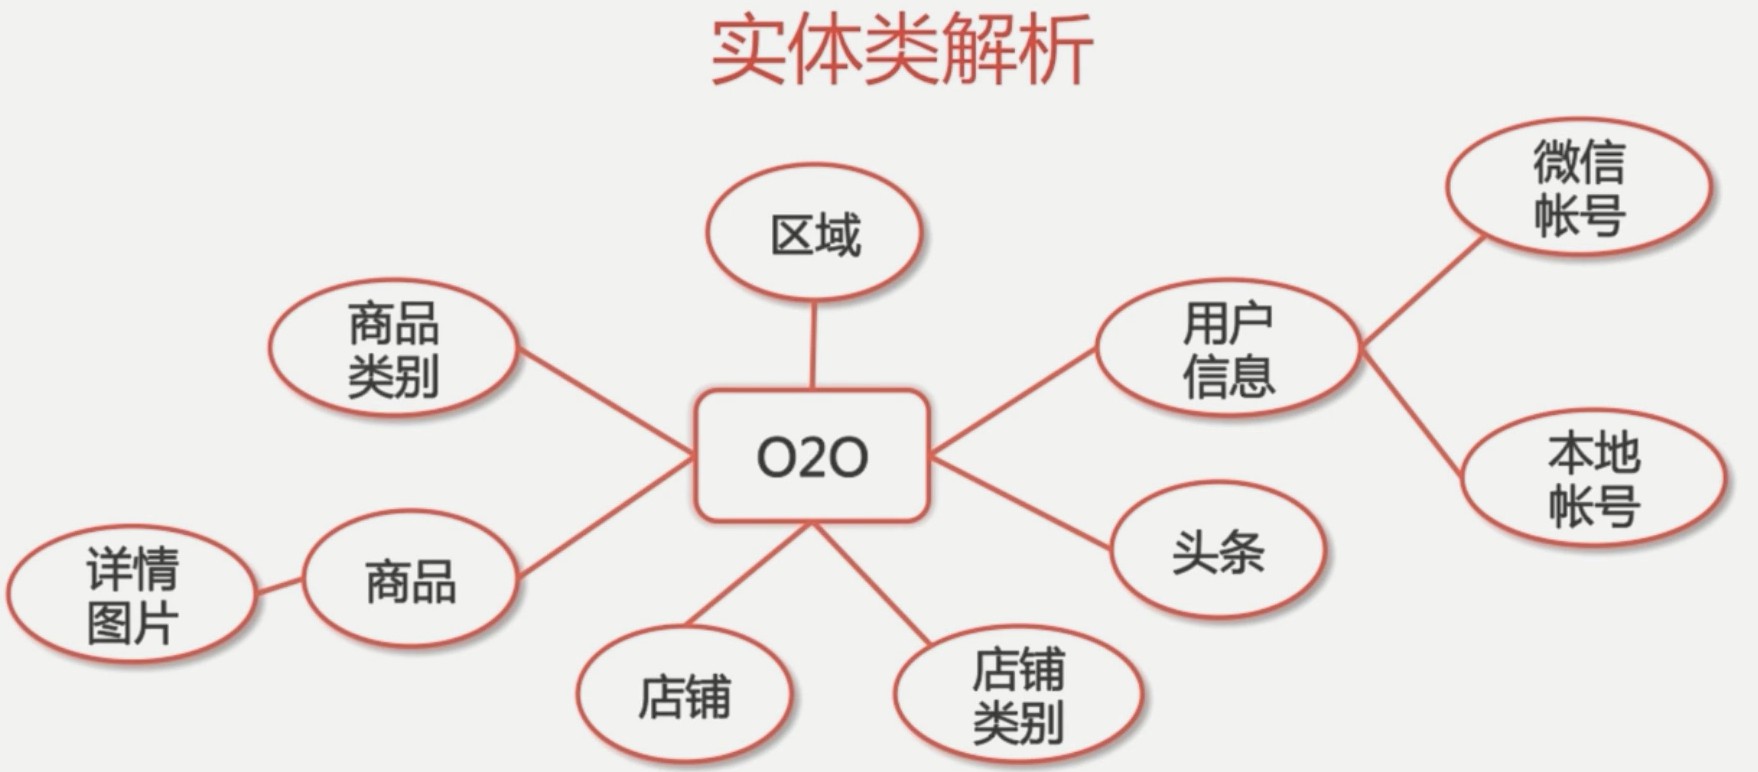 实体类解析
微信
帐号
区域
商品
类别
用户
信息
O2O
本地
帐号
头条
详情
图片
商品
店铺
店铺
类别